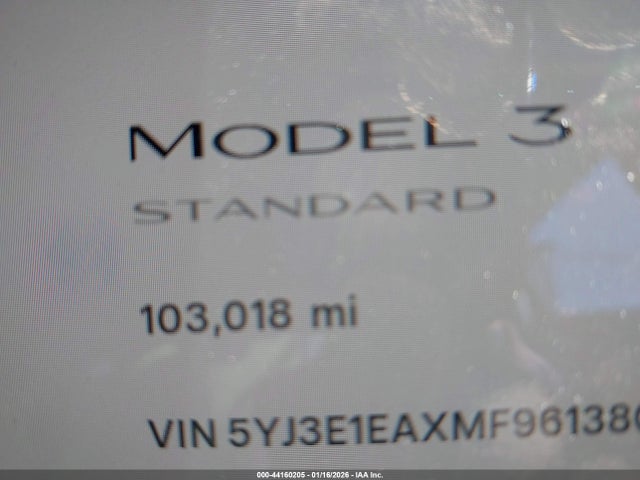 MODEL 3
STANDARD
103,018 mi
VIN 5YJ3E1EAXMF96138
000-44160205 - 01/16/2026 - IAA Inc.